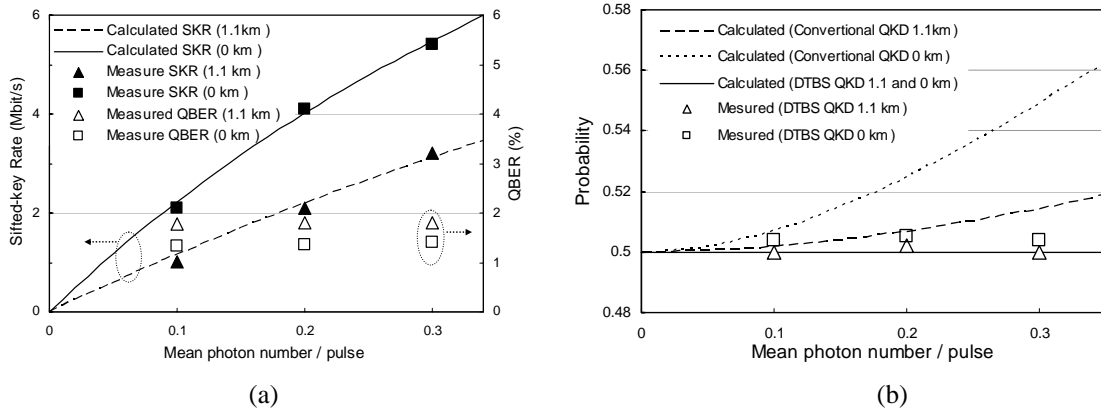 Calculated SKR (1.1km )
Calculated SKR (0 km )
Measure SKR (1.1 km )
Measure SKR (0 km )
Measured QBER (1.1 km )
Measure QBER (0 km )
Sifted-key Rate (Mbit/s)
6
4
2
0
QBER (%)
6
5
4
3
2
1
0
0 0.1 0.2 0.3
Mean photon number / pulse
(a)
Calculated (Convertional QKD 1.1km)
Calculated (Convertional QKD 0 km)
Calculated (DTBS QKD 1.1 and 0 km)
Mesured (DTBS QKD 1.1 km)
Mesured (DTBS QKD 0 km)
Probability
0.56
0.54
0.52
0.5
0.48
0 0.1 0.2 0.3
Mean photon number / pulse
(b)